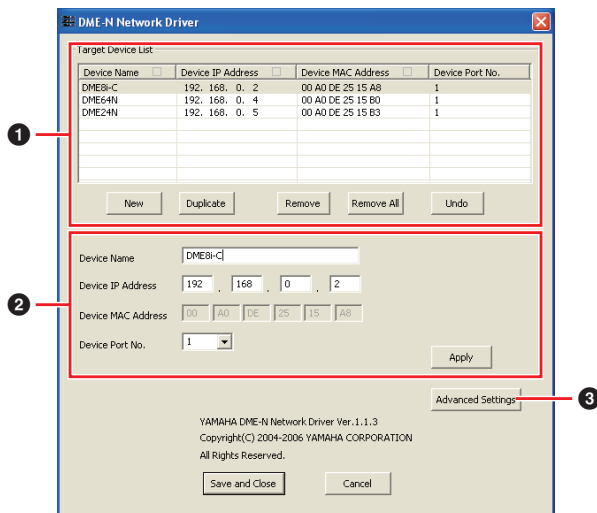 DME-N Network Driver
Target Device List
Device Name Device IP Address Device MAC Address Device Port No.
DME8i-C 192. 168. 0. 2 00 A0 DE 25 15 A8 1
DME64N 192. 168. 0. 4 00 A0 DE 25 15 B0 1
DME24N 192. 168. 0. 5 00 A0 DE 25 15 B3 1
1
New Duplicate Remove Remove All Undo
Device Name DME8i-C
Device IP Address 192 . 168 . 0 . 2
2
Device MAC Address 00 A0 DE 25 15 A8
Device Port No. 1
Apply
Advanced Settings 3
YAMAHA DME-N Network Driver Ver.1.1.3
Copyright(C) 2004-2006 YAMAHA CORPORATION
All Rights Reserved.
Save and Close Cancel